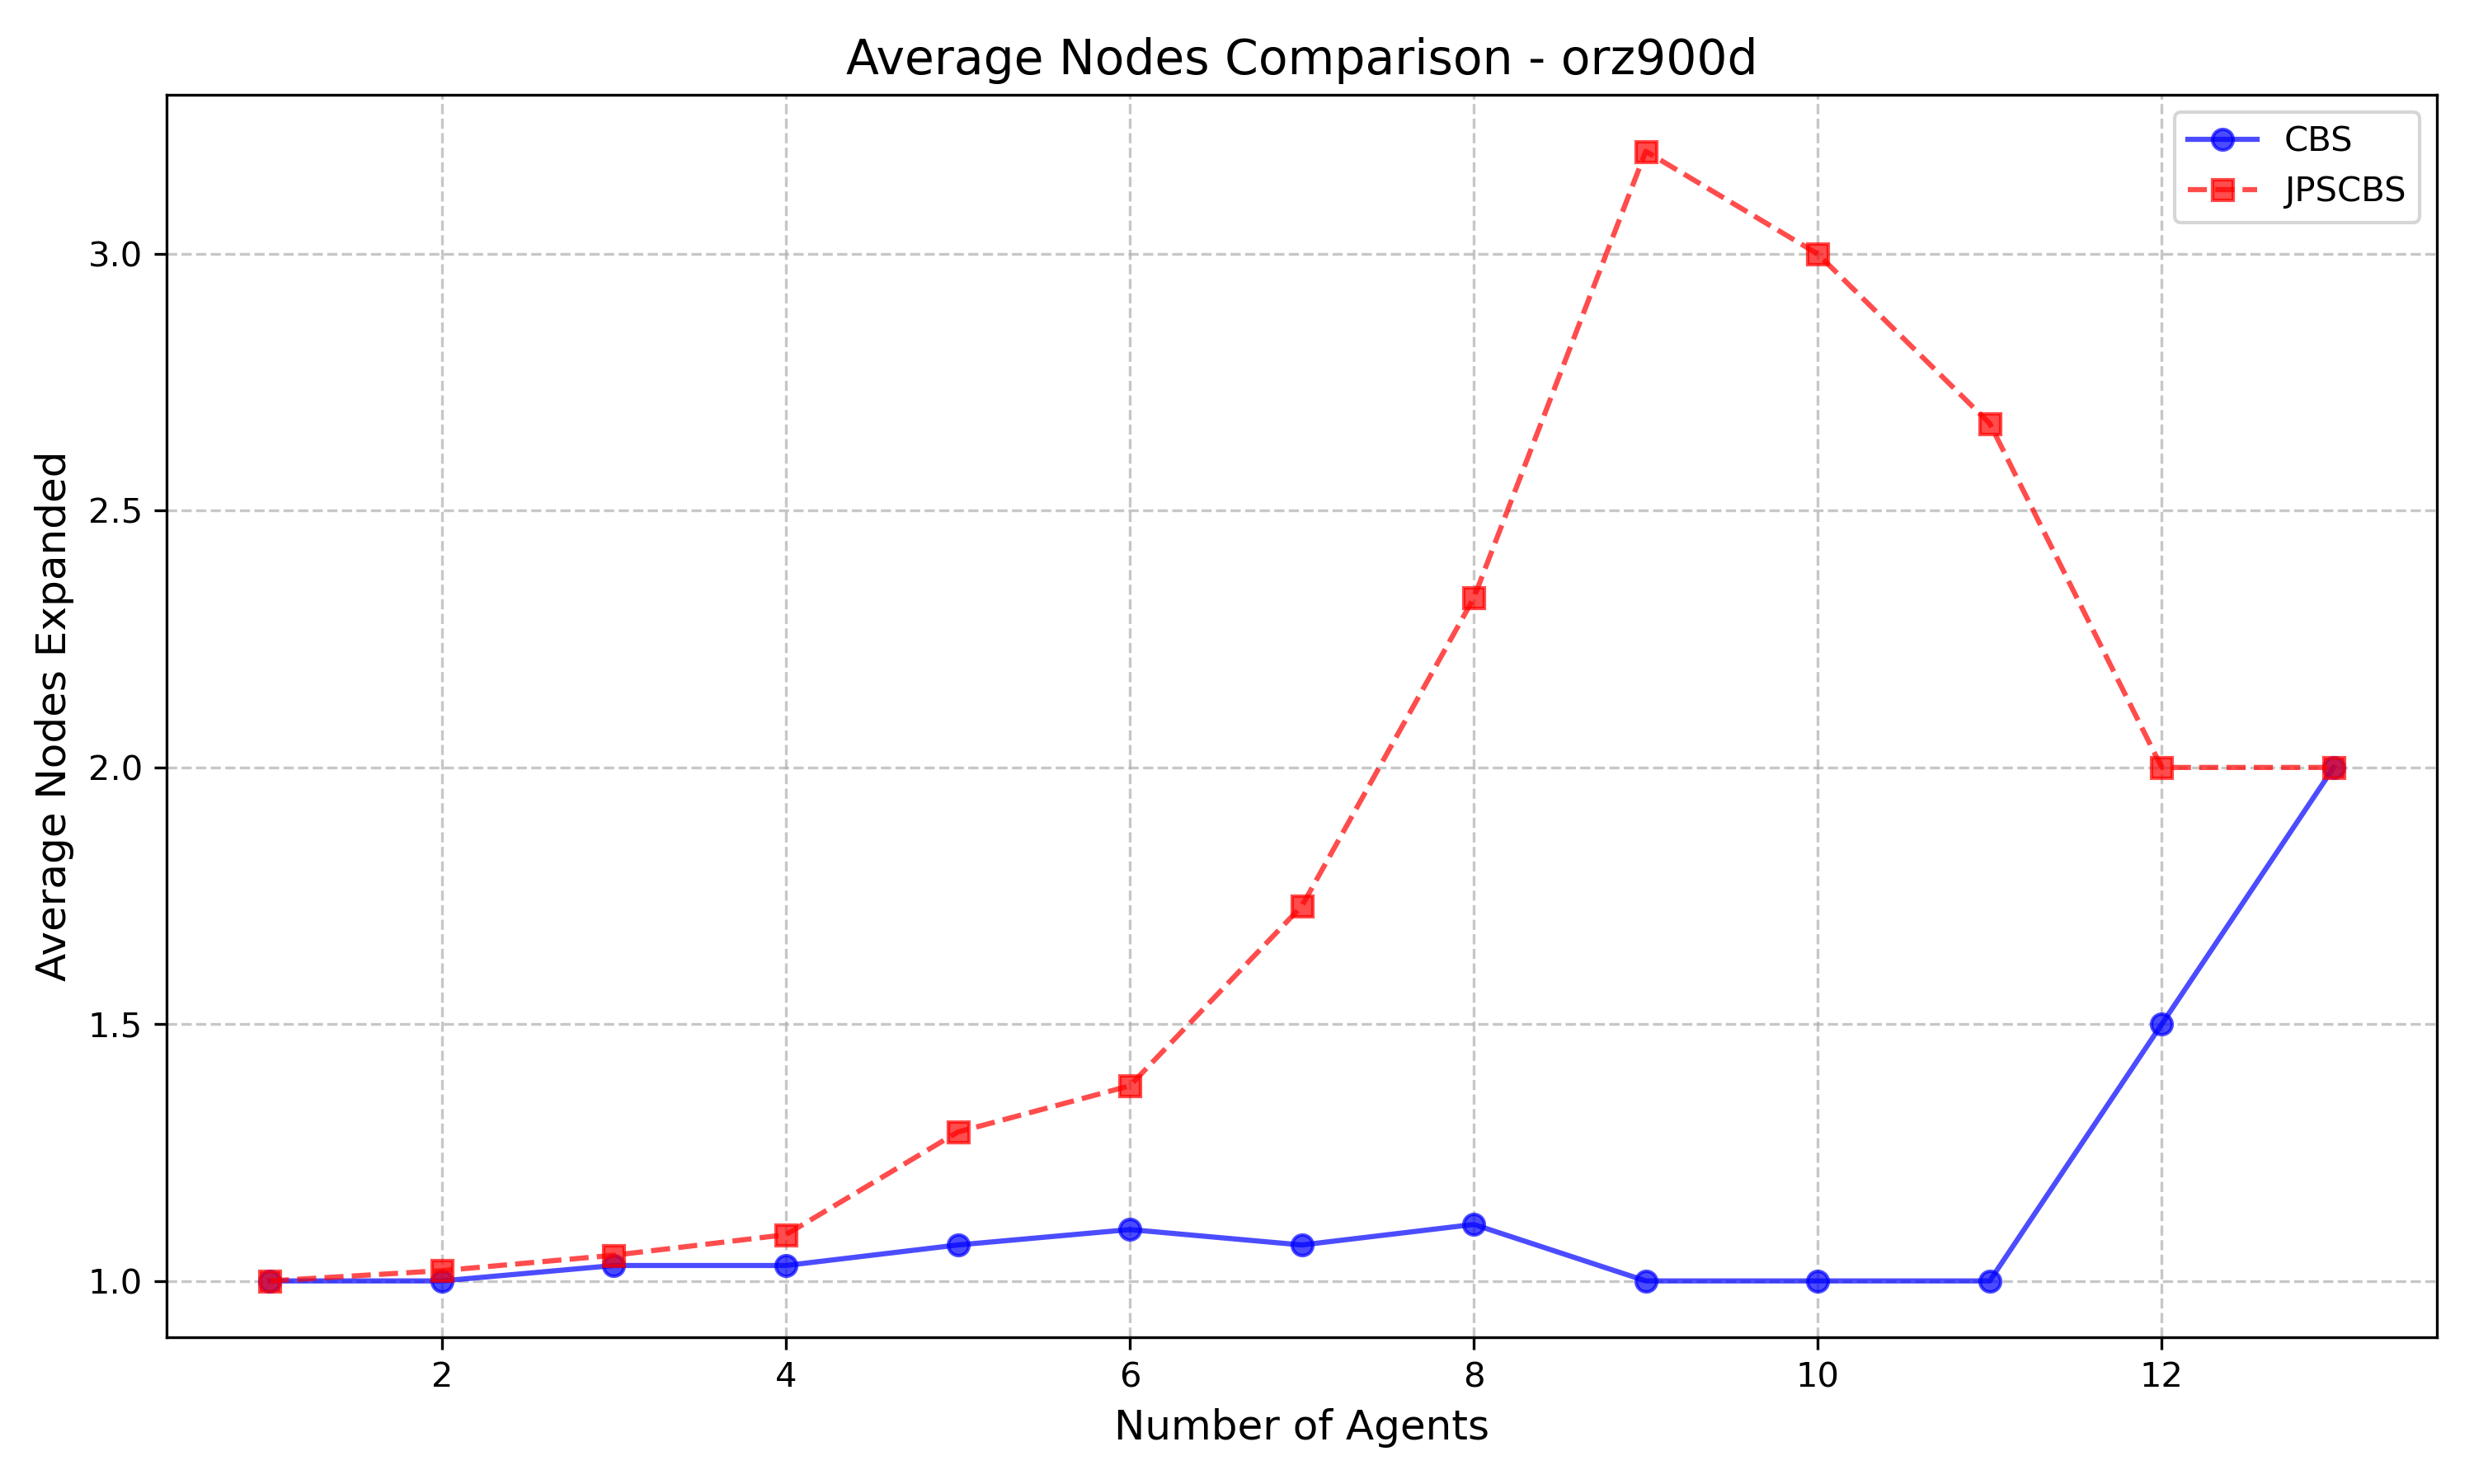 Average Nodes Comparison - orz900d
CBS
JPSCBS
Average Nodes Expanded
3.0
2.5
2.0
1.5
1.0
2 4 6 8 10 12
Number of Agents